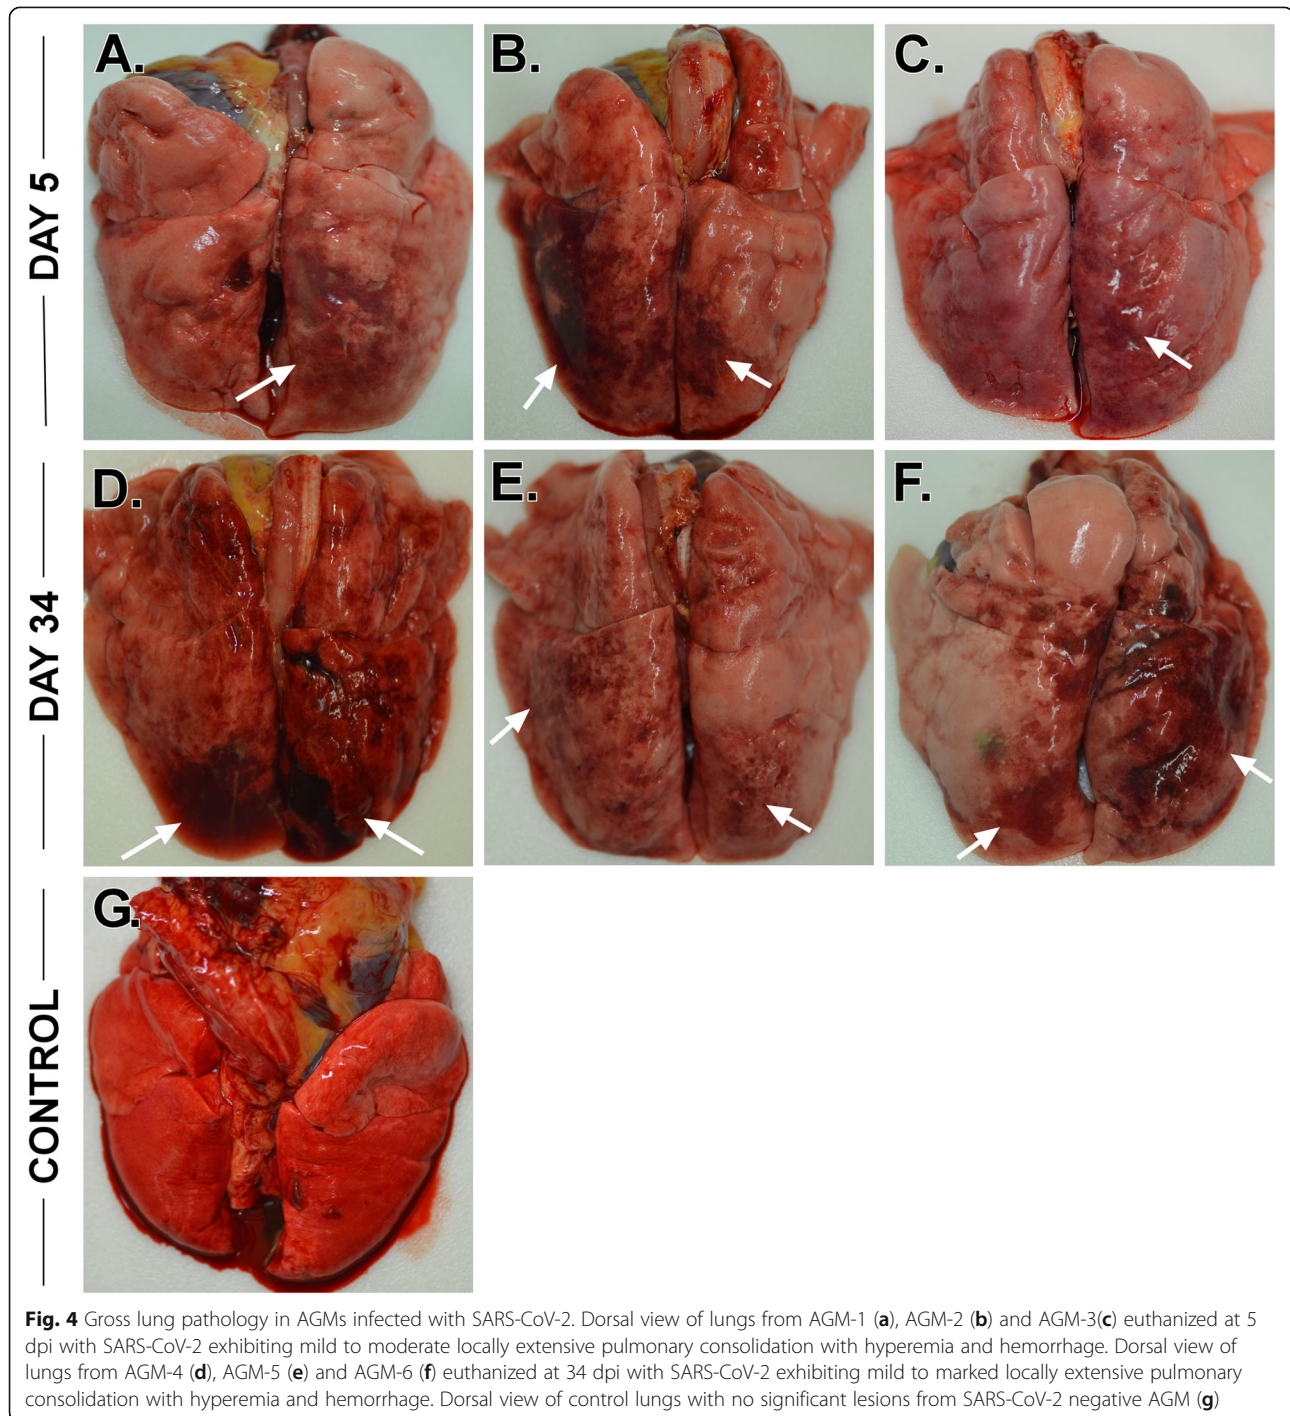 DAY 5
A.
B.
C.
DAY 34
D.
E.
F.
CONTROL
G.
Fig. 4 Gross lung pathology in AGMs infected with SARS-CoV-2. Dorsal view of lungs from AGM-1 (a), AGM-2 (b) and AGM-3(c) euthanized at 5
dpi with SARS-CoV-2 exhibiting mild to moderate locally extensive pulmonary consolidation with hyperemia and hemorrhage. Dorsal view of
lungs from AGM-4 (d), AGM-5 (e) and AGM-6 (f) euthanized at 34 dpi with SARS-CoV-2 exhibiting mild to marked locally extensive pulmonary
consolidation with hyperemia and hemorrhage. Dorsal view of control lungs with no significant lesions from SARS-CoV-2 negative AGM (g)